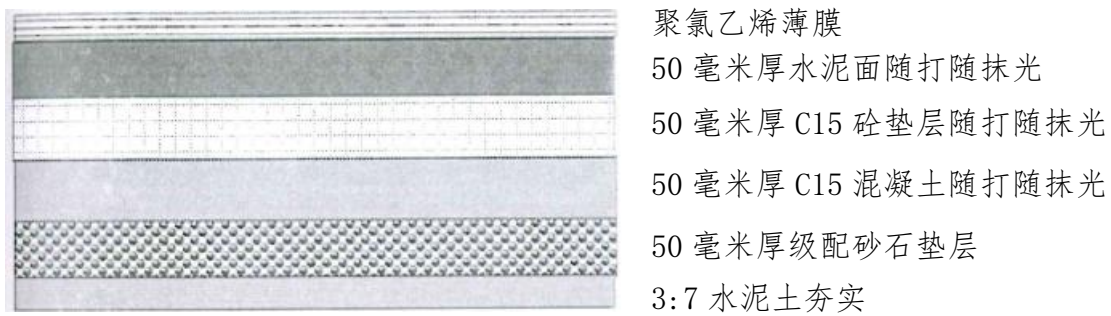 聚氯乙烯薄膜
50 毫米厚水泥面随打随抹光
50 毫米厚 C15 砼垫层随打随抹光
50 毫米厚 C15 混凝土随打随抹光
50 毫米厚级配砂石垫层
3:7 水泥土夯实